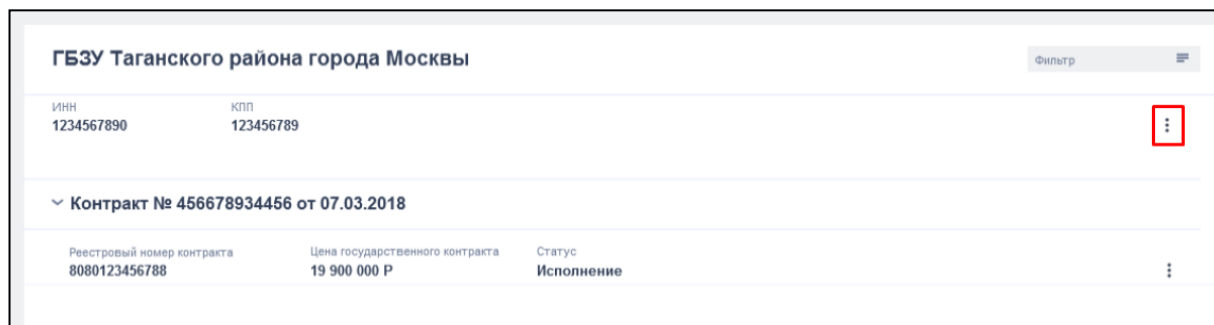 ГБЗУ Таганского района города Москвы
Фильтр
ИНН КПП
1234567890 123456789
Контракт № 456678934456 от 07.03.2018
Реестровый номер контракта Цена государственного контракта Статус
8080123456788 19 900 000 Р Исполнение